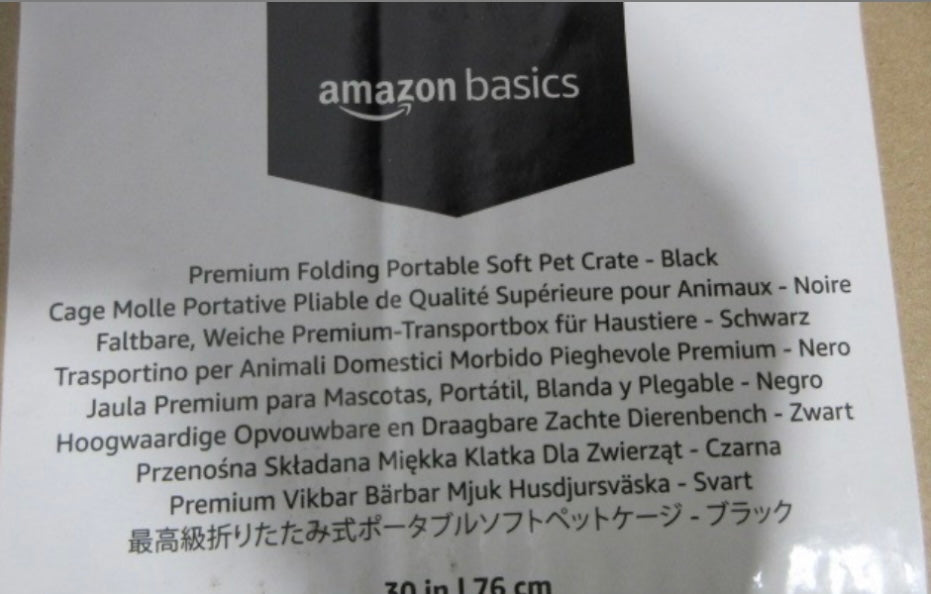 amazon basics
Premium Folding Portable Soft Pet Crate - Black
Cage Molle Portative Pliable de Qualité Supérieure pour Animaux - Noire
Faltbare, Weiche Premium-Transportbox für Haustiere - Schwarz
Trasportino per Animali Domestici Morbido Pieghevole Premium - Nero
Jaula Premium para Mascotas, Portátil, Blanda y Plegable - Negro
Hoogwaardige Opvouwbare en Draagbare Zachte Dierenbench - Zwart
Przenośna Składana Miękka Klatka Dla Zwierząt - Czarna
Premium Vikbar Bärbar Mjuk Husdjursväska - Svart
最高級折りたたみ式ポータブルソフトペットケージ - ブラック
30 in | 76 cm